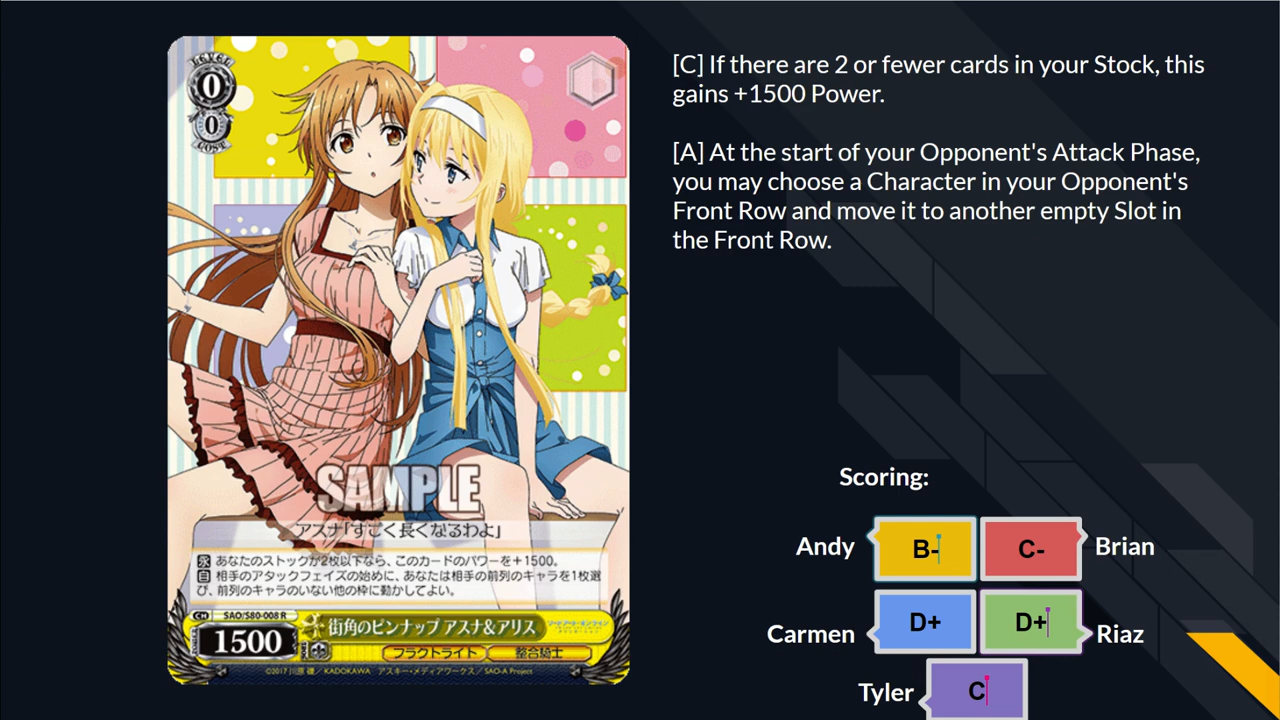 LEVEL
0
0
COST
[C] If there are 2 or fewer cards in your Stock, this
gains +1500 Power.
[A] At the start of your Opponent's Attack Phase,
you may choose a Character in your Opponent's
Front Row and move it to another empty Slot in
the Front Row.
SAMPLE
アスナ「すごく長くなるわよ」
永 あなたのストックが2枚以下なら、このカードのパワーを+1500。
自 相手のアタックフェイズの始めに、あなたは相手の前列のキャラを1枚選
び、前列のキャラのいない他の枠に動かしてよい。
CH SAO/S80-008 R
POWER 1500
街角のピンナップ アスナ&アリス
フラクトライト 整合騎士
©2017 川原 礫/KADOKAWA アスキー・メディアワークス/SAO-A Project
Scoring:
Andy B- C- Brian
Carmen D+ D+ Riaz
Tyler C